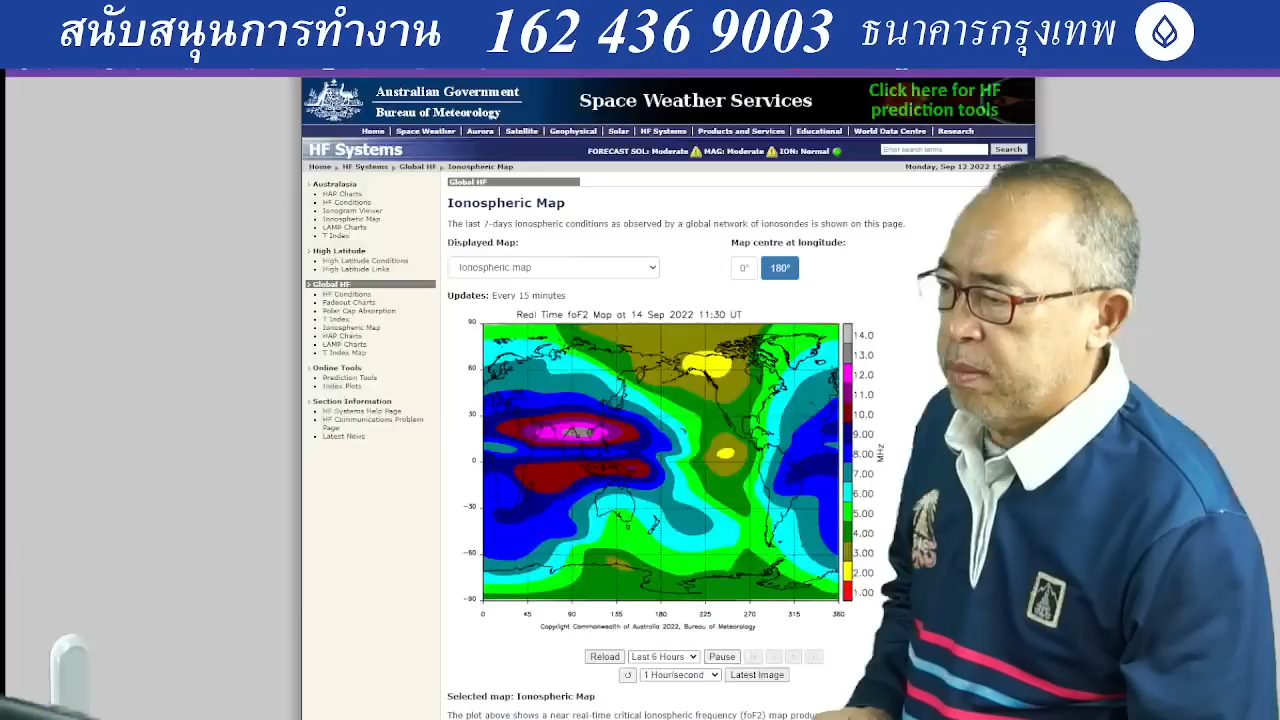 สนับสนุนการทำงาน 162 436 9003 ธนาคารกรุงเทพ
Australian Government
Bureau of Meteorology
Space Weather Services
Click here for HF
prediction tools
Home | Space Weather | Aurora | Satellite | Geophysical | Solar | HF Systems | Products and Services | Educational | World Data Centre | Research
HF Systems
FORECAST SOL: Moderate MAG: Moderate ION: Normal
Enter search terms
Search
Home HF Systems Global HF Ionospheric Map
Monday, Sep 12 2022
Australasia
HAP Charts
HF Conditions
Ionogram Viewer
Ionospheric Map
LAMP Charts
T Index
High Latitude
High Latitude Conditions
High Latitude Links
Global HF
HF Conditions
Fadeout Charts
Polar Cap Absorption
T Index
Ionospheric Map
HAP Charts
LAMP Charts
T Index Map
Online Tools
Prediction Tools
Index Plots
Section Information
HF Systems Help Page
HF Communications Problem
Page
Latest News
Global HF
Ionospheric Map
The last 7-days ionospheric conditions as observed by a global network of ionosondes is shown on this page.
Displayed Map:
Map centre at longitude:
Ionospheric map
0°
180°
Updates: Every 15 minutes
Real Time foF2 Map at 14 Sep 2022 11:30 UT
90
60
30
0
-30
-60
-90
0 45 90 135 180 225 270 315 360
14.0
13.0
12.0
11.0
10.0
9.00
8.00
7.00
6.00
5.00
4.00
3.00
2.00
1.00
MHz
Copyright Commonwealth of Australia 2022, Bureau of Meteorology
Reload
Last 6 Hours
Pause
1 Hour/second
Latest Image
Selected map: Ionospheric Map
The plot above shows a near real-time critical ionospheric frequency (foF2) map